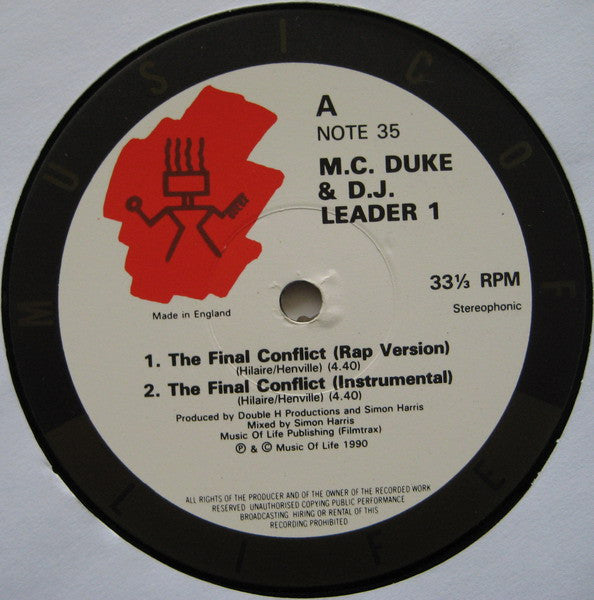 MUSIC OF LIFE
A
NOTE 35
M.C. DUKE
& D.J.
LEADER 1
33⅓ RPM
Stereophonic
Made in England
1. The Final Conflict (Rap Version)
(Hilaire/Henville) (4.40)
2. The Final Conflict (Instrumental)
(Hilaire/Henville) (4.40)
Produced by Double H Productions and Simon Harris
Mixed by Simon Harris
Music Of Life Publishing (Filmtrax)
℗ & © Music Of Life 1990
ALL RIGHTS OF THE PRODUCER AND OF THE OWNER OF THE RECORDED WORK
RESERVED UNAUTHORISED COPYING PUBLIC PERFORMANCE
BROADCASTING HIRING OR RENTAL OF THIS
RECORDING PROHIBITED